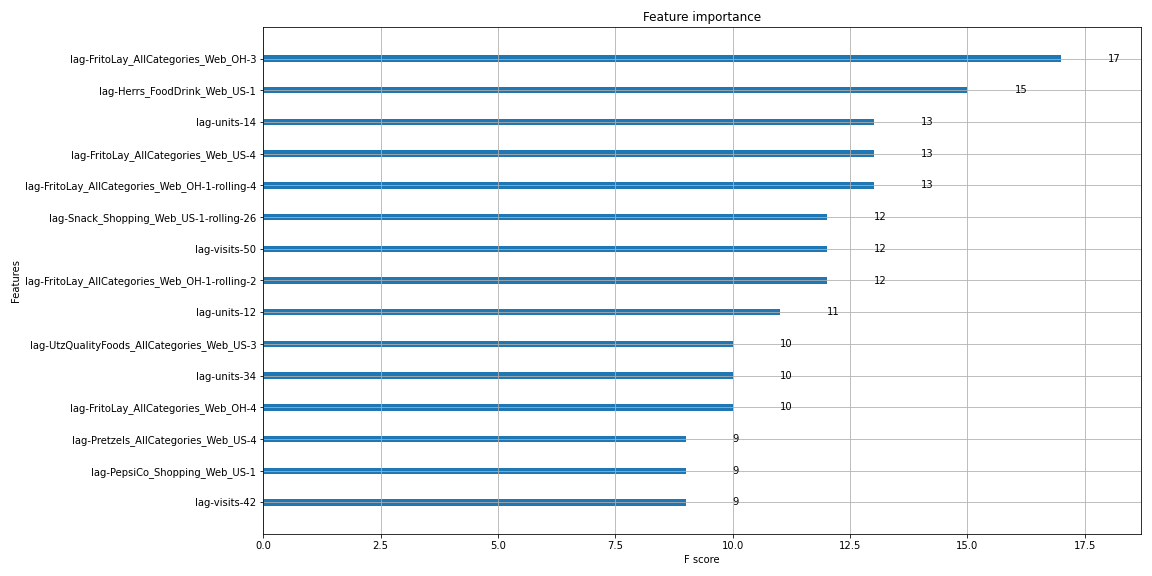 Feature importance
lag-FritoLay_AllCategories_Web_OH-3 17
lag-Herrs_FoodDrink_Web_US-1 15
lag-units-14 13
lag-FritoLay_AllCategories_Web_US-4 13
lag-FritoLay_AllCategories_Web_OH-1-rolling-4 13
lag-Snack_Shopping_Web_US-1-rolling-26 12
lag-visits-50 12
lag-FritoLay_AllCategories_Web_OH-1-rolling-2 12
lag-units-12 11
lag-UtzQualityFoods_AllCategories_Web_US-3 10
lag-units-34 10
lag-FritoLay_AllCategories_Web_OH-4 10
lag-Pretzels_AllCategories_Web_US-4 9
lag-PepsiCo_Shopping_Web_US-1 9
lag-visits-42 9
Features
0.0 2.5 5.0 7.5 10.0 12.5 15.0 17.5
F score